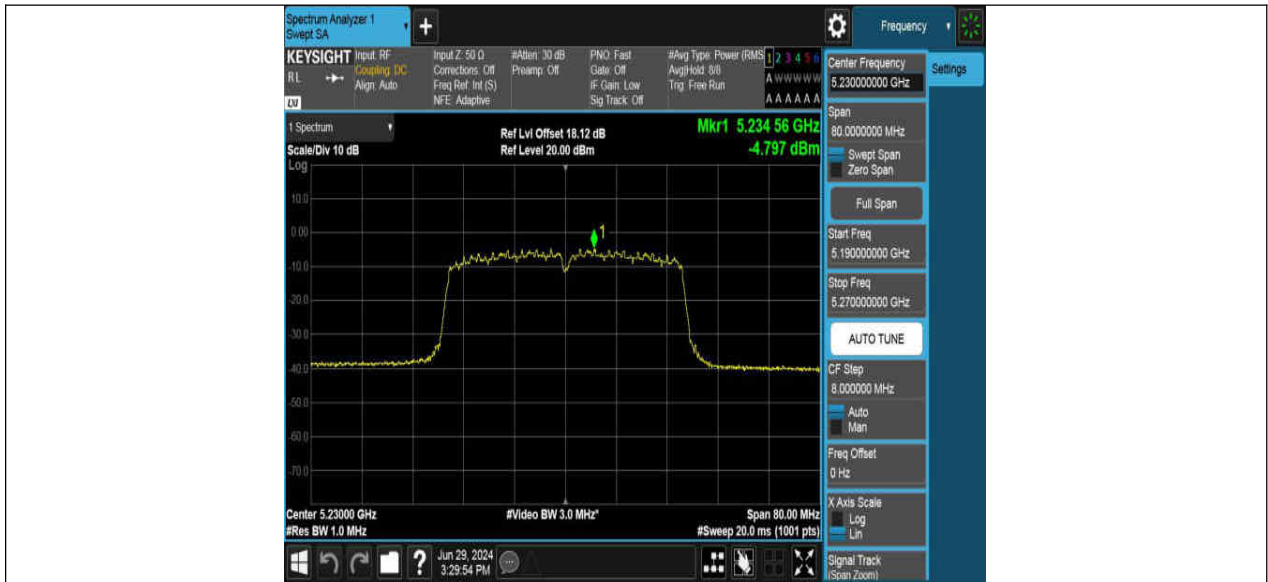 Spectrum Analyzer 1
Swept SA
+
Frequency
KEYSIGHT
RL
Input: RF
Coupling: DC
Align: Auto
Input Z: 50 Ω
Corrections: Off
Freq Ref: Int (S)
NFE: Adaptive
#Atten: 30 dB
Preamp: Off
PNO: Fast
Gate: Off
IF Gain: Low
Sig Track: Off
#Avg Type: Power (RMS
Avg|Hold: 8/8
Trig: Free Run
1 2 3 4 5 6
A W W W W W
A A A A A A
1 Spectrum
Scale/Div 10 dB
Ref Lvl Offset 18.12 dB
Ref Level 20.00 dBm
Mkr1 5.234 56 GHz
-4.797 dBm
Log
10.0
0.00
-10.0
-20.0
-30.0
-40.0
-50.0
-60.0
-70.0
1
Center 5.23000 GHz
#Res BW 1.0 MHz
#Video BW 3.0 MHz*
Span 80.00 MHz
#Sweep 20.0 ms (1001 pts)
Jun 29, 2024
3:29:54 PM
?
Center Frequency
5.230000000 GHz
Settings
Span
80.0000000 MHz
Swept Span
Zero Span
Full Span
Start Freq
5.190000000 GHz
Stop Freq
5.270000000 GHz
AUTO TUNE
CF Step
8.000000 MHz
Auto
Man
Freq Offset
0 Hz
X Axis Scale
Log
Lin
Signal Track
(Span Zoom)